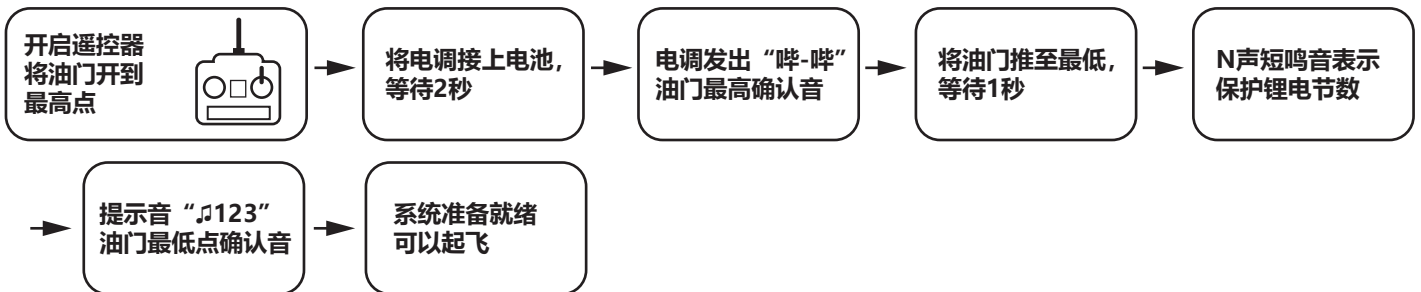 开启遥控器
将油门开到
最高点
将电调接上电池，
等待2秒
电调发出“哔-哔”
油门最高确认音
将油门推至最低，
等待1秒
N声短鸣音表示
保护锂电节数
提示音“♫123”
油门最低点确认音
系统准备就绪
可以起飞